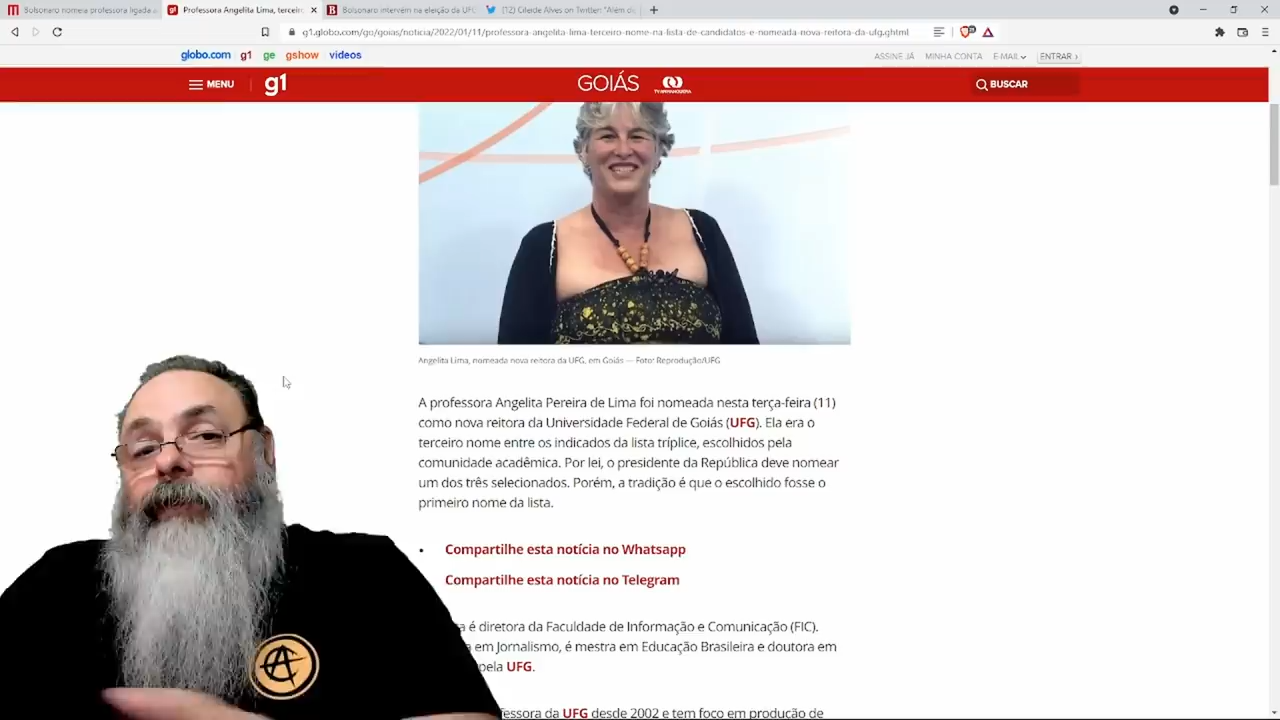 Bolsonaro nomeia professora ligada a
Professora Angelita Lima, terceiro
Bolsonaro intervém na eleição da UFG
(12) Cileide Alves on Twitter: "Além di
g1.globo.com/go/goias/noticia/2022/01/11/professora-angelita-lima-terceiro-nome-na-lista-de-candidatos-e-nomeada-nova-reitora-da-ufg.ghtml
globo.com g1 ge gshow videos
ASSINE JÁ MINHA CONTA E-MAIL ENTRAR ›
MENU g1 GOIÁS TV ANHANGUERA BUSCAR
Angelita Lima, nomeada nova reitora da UFG, em Goiás — Foto: Reprodução/UFG
A professora Angelita Pereira de Lima foi nomeada nesta terça-feira (11)
como nova reitora da Universidade Federal de Goiás (UFG). Ela era o
terceiro nome entre os indicados da lista tríplice, escolhidos pela
comunidade acadêmica. Por lei, o presidente da República deve nomear
um dos três selecionados. Porém, a tradição é que o escolhido fosse o
primeiro nome da lista.
• Compartilhe esta notícia no Whatsapp
Compartilhe esta notícia no Telegram
é diretora da Faculdade de Informação e Comunicação (FIC).
em Jornalismo, é mestra em Educação Brasileira e doutora em
pela UFG.
fessora da UFG desde 2002 e tem foco em produção de